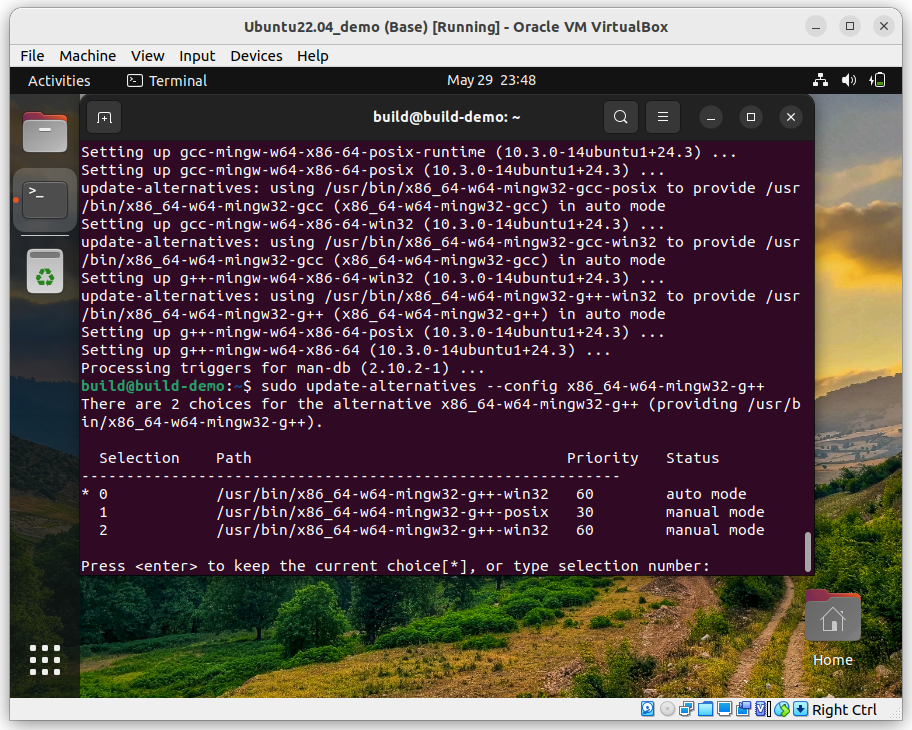 Ubuntu22.04_demo (Base) [Running] - Oracle VM VirtualBox
File Machine View Input Devices Help
Activities Terminal May 29 23:48
build@build-demo: ~
Setting up gcc-mingw-w64-x86-64-posix-runtime (10.3.0-14ubuntu1+24.3) ...
Setting up gcc-mingw-w64-x86-64-posix (10.3.0-14ubuntu1+24.3) ...
update-alternatives: using /usr/bin/x86_64-w64-mingw32-gcc-posix to provide /usr
/bin/x86_64-w64-mingw32-gcc (x86_64-w64-mingw32-gcc) in auto mode
Setting up gcc-mingw-w64-x86-64-win32 (10.3.0-14ubuntu1+24.3) ...
update-alternatives: using /usr/bin/x86_64-w64-mingw32-gcc-win32 to provide /usr
/bin/x86_64-w64-mingw32-gcc (x86_64-w64-mingw32-gcc) in auto mode
Setting up g++-mingw-w64-x86-64-win32 (10.3.0-14ubuntu1+24.3) ...
update-alternatives: using /usr/bin/x86_64-w64-mingw32-g++-win32 to provide /usr
/bin/x86_64-w64-mingw32-g++ (x86_64-w64-mingw32-g++) in auto mode
Setting up g++-mingw-w64-x86-64-posix (10.3.0-14ubuntu1+24.3) ...
Setting up g++-mingw-w64-x86-64 (10.3.0-14ubuntu1+24.3) ...
Processing triggers for man-db (2.10.2-1) ...
build@build-demo:~$ sudo update-alternatives --config x86_64-w64-mingw32-g++
There are 2 choices for the alternative x86_64-w64-mingw32-g++ (providing /usr/b
in/x86_64-w64-mingw32-g++).
Selection Path Priority Status
------------------------------------------------------------
* 0 /usr/bin/x86_64-w64-mingw32-g++-win32 60 auto mode
1 /usr/bin/x86_64-w64-mingw32-g++-posix 30 manual mode
2 /usr/bin/x86_64-w64-mingw32-g++-win32 60 manual mode
Press <enter> to keep the current choice[*], or type selection number:
Home
Right Ctrl